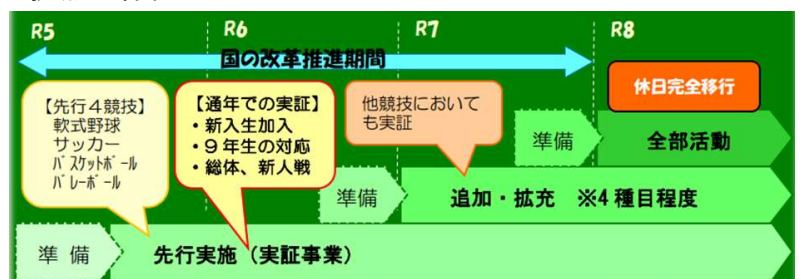 R5
R6
R7
R8
国の改革推進期間
【先行４競技】
軟式野球
サッカー
バスケットボール
バレーボール
【通年での実証】
・新入生加入
・９年生の対応
・総体、新人戦
他競技において
も実証
休日完全移行
準備
全部活動
準備
追加・拡充　※4 種目程度
準 備
先行実施（実証事業）